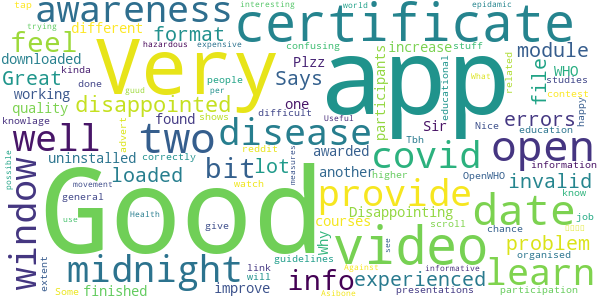 awareness
certificate
tap
trying
interesting
world
epidamic
hazardous
expensive
different
confusing
stuff
feel
format
increase
downloaded
kinda
people
Plzz
module
Great
done
per
Says
participants
educational
related
What
WHO
studies
file
working
disappointed
Very
app
contest
happy
quality
guud
shows
found
one
difficult
Sir
errors
knowlage
advert
Useful
Nice
education
well
two
disease
open
Tbh
awarded
information
uninstalled
correctly
reddit
measures
covid
OpenWHO
bit
lot
higher
invalid
possible
window
loaded
another
watch
provide
courses
know
movement
Good
Disappointing
date
job
general
Health
scroll
chance
use
give
Why
video
problem
midnight
info
experienced
learn
link
guidelines
see
organised
extent
will
Against
informative
Some
finished
improve
Asibane
presentations
participation